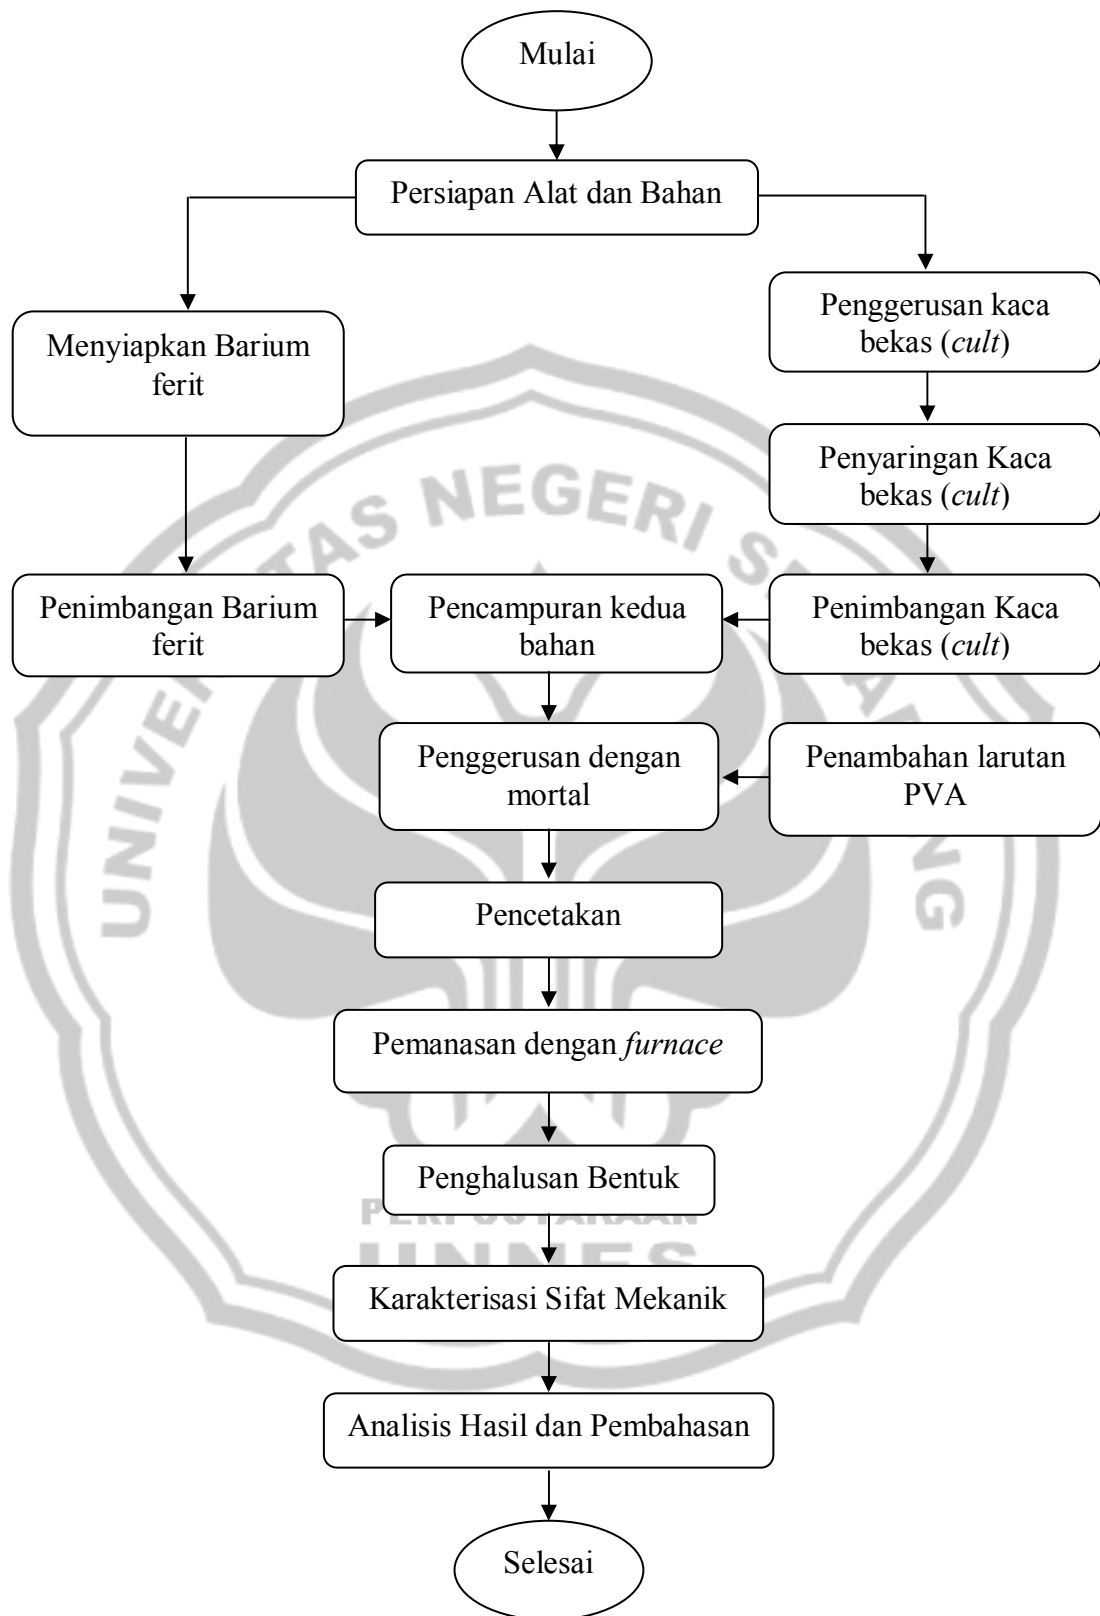 Mulai
Persiapan Alat dan Bahan
Menyiapkan Barium
ferit
Penggerusan kaca
bekas (cult)
Penyaringan Kaca
bekas (cult)
Penimbangan Barium
ferit
Pencampuran kedua
bahan
Penimbangan Kaca
bekas (cult)
Penggerusan dengan
mortal
Penambahan larutan
PVA
Pencetakan
Pemanasan dengan furnace
Penghalusan Bentuk
Karakterisasi Sifat Mekanik
Analisis Hasil dan Pembahasan
Selesai
NEGERI
UNNES